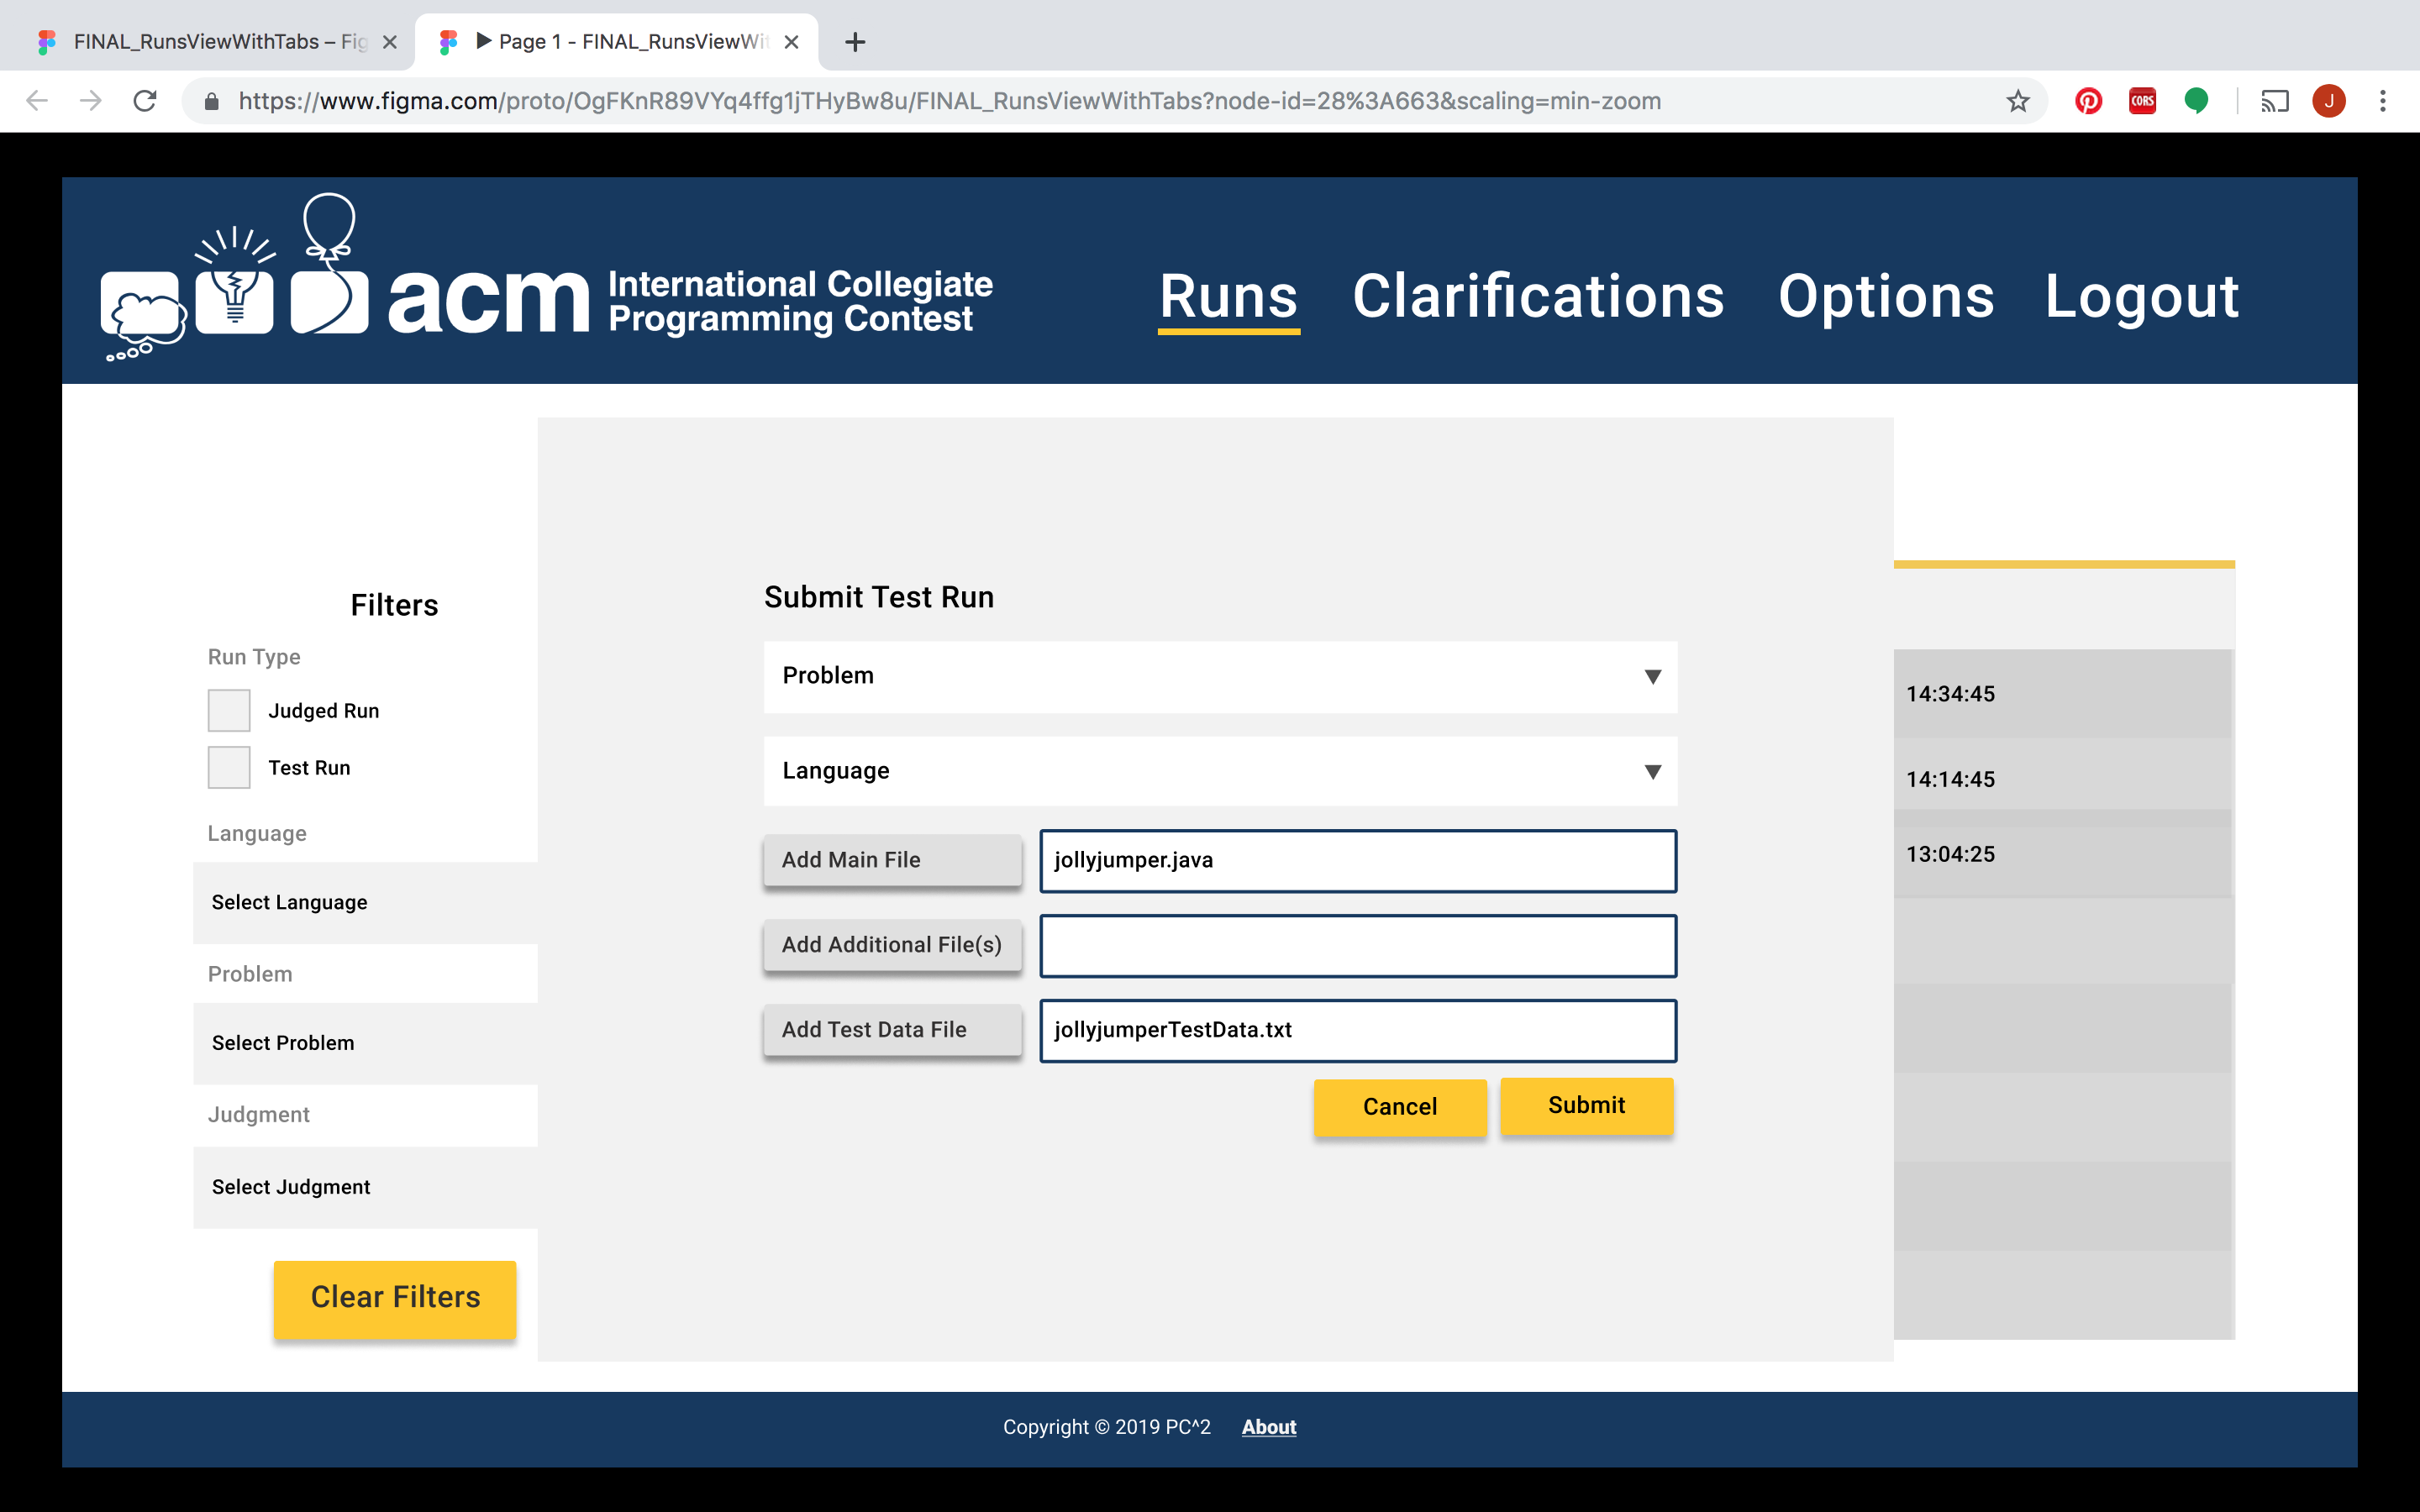 FINAL_RunsViewWithTabs – Fig
▶ Page 1 - FINAL_RunsViewWit
https://www.figma.com/proto/OgFKnR89VYq4ffg1jTHyBw8u/FINAL_RunsViewWithTabs?node-id=28%3A663&scaling=min-zoom
CORS
J
acm International Collegiate
Programming Contest
Runs Clarifications Options Logout
Filters
Run Type
Judged Run
Test Run
Language
Select Language
Problem
Select Problem
Judgment
Select Judgment
Clear Filters
Submit Test Run
Problem
Language
Add Main File jollyjumper.java
Add Additional File(s)
Add Test Data File jollyjumperTestData.txt
Cancel Submit
14:34:45
14:14:45
13:04:25
Copyright © 2019 PC^2 About